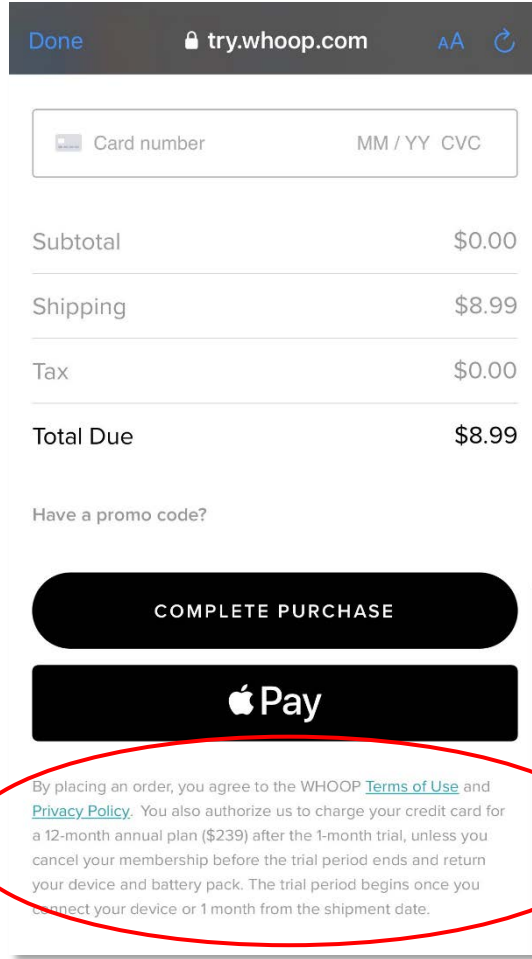 Done try.whoop.com AA
Card number MM / YY CVC
Subtotal $0.00
Shipping $8.99
Tax $0.00
Total Due $8.99
Have a promo code?
COMPLETE PURCHASE
Pay
By placing an order, you agree to the WHOOP Terms of Use and
Privacy Policy. You also authorize us to charge your credit card for
a 12-month annual plan ($239) after the 1-month trial, unless you
cancel your membership before the trial period ends and return
your device and battery pack. The trial period begins once you
connect your device or 1 month from the shipment date.